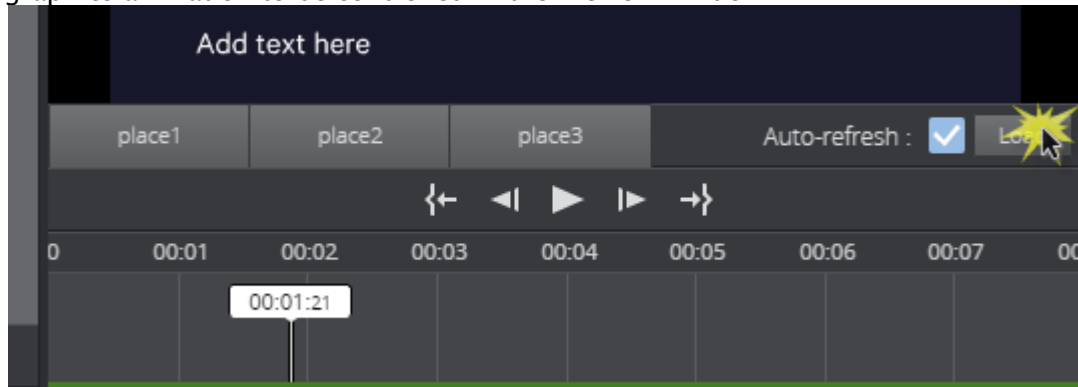 Add text here
place1 place2 place3 Auto-refresh :
00:01 00:02 00:03 00:04 00:05 00:06 00:07
00:01:21